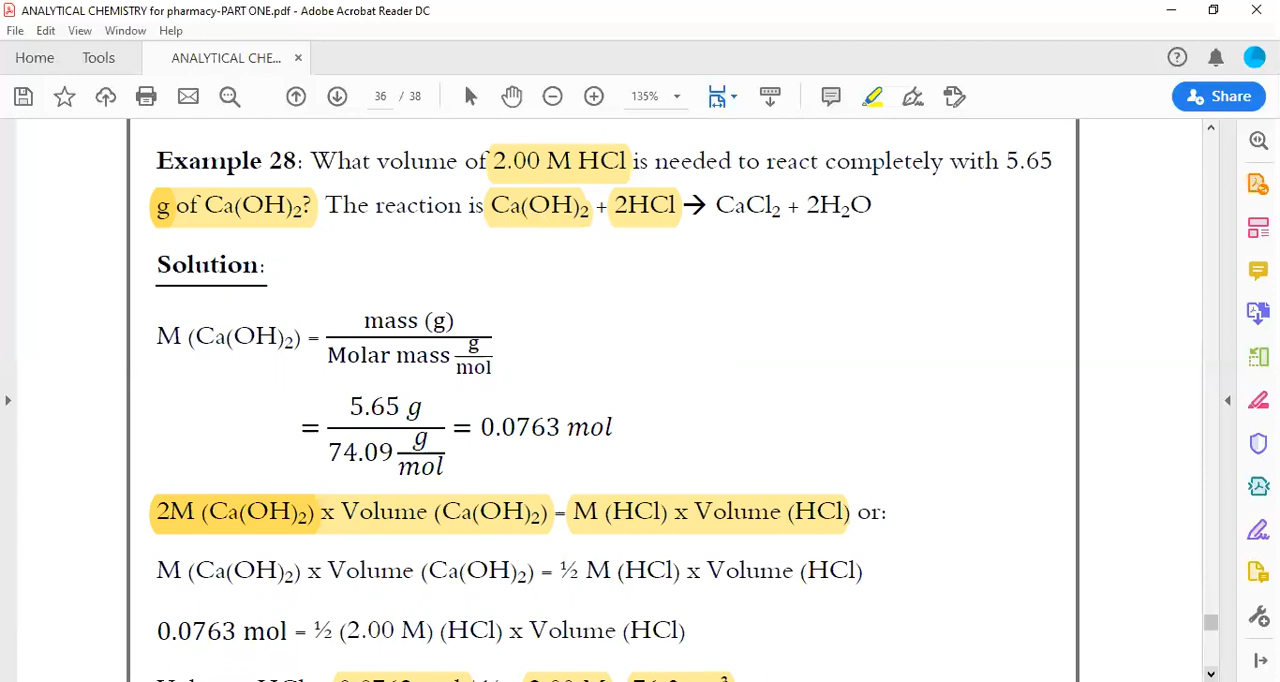 ANALYTICAL CHEMISTRY for pharmacy-PART ONE.pdf - Adobe Acrobat Reader DC
File Edit View Window Help
Home Tools ANALYTICAL CHE... ×
36 / 38 135% Share
Example 28: What volume of 2.00 M HCl is needed to react completely with 5.65
g of Ca(OH)₂? The reaction is Ca(OH)₂ + 2HCl → CaCl₂ + 2H₂O
Solution:
M (Ca(OH)₂) = mass (g) / Molar mass g/mol
= 5.65 g / 74.09 g/mol = 0.0763 mol
2M (Ca(OH)₂) x Volume (Ca(OH)₂) = M (HCl) x Volume (HCl) or:
M (Ca(OH)₂) x Volume (Ca(OH)₂) = ½ M (HCl) x Volume (HCl)
0.0763 mol = ½ (2.00 M) (HCl) x Volume (HCl)